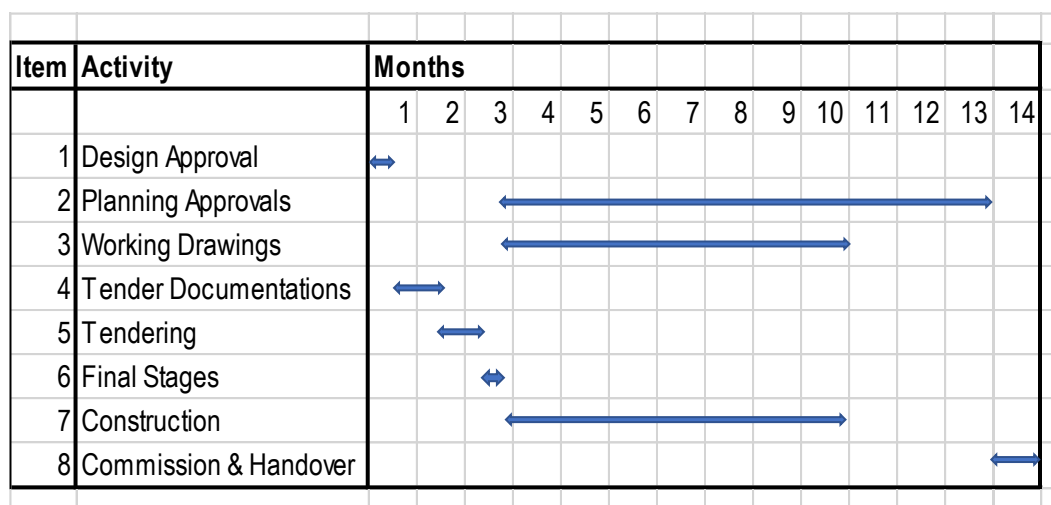 Item Activity Months
1 2 3 4 5 6 7 8 9 10 11 12 13 14
1 Design Approval
2 Planning Approvals
3 Working Drawings
4 Tender Documentations
5 Tendering
6 Final Stages
7 Construction
8 Commission & Handover